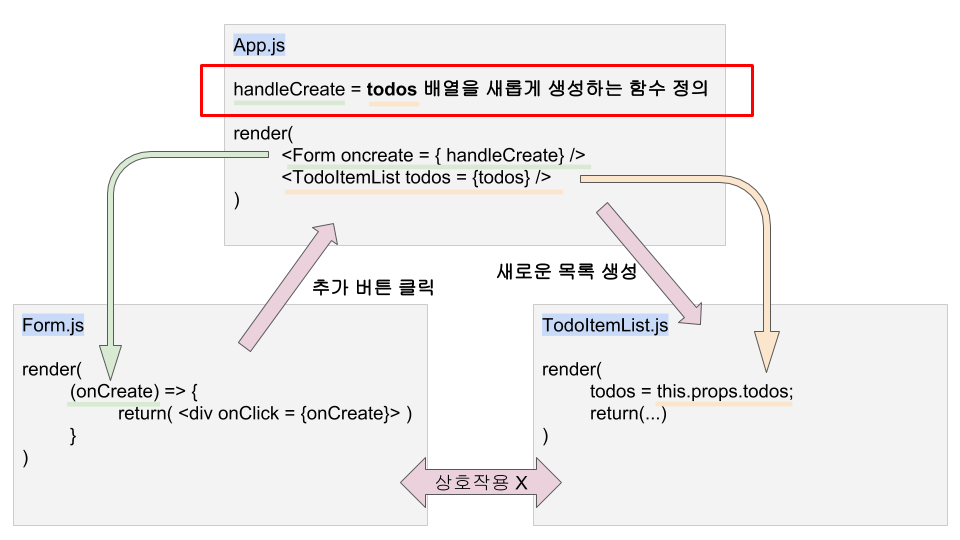 App.js
handleCreate = todos 배열을 새롭게 생성하는 함수 정의
render(
<Form oncreate = { handleCreate} />
<TodoItemList todos = {todos} />
)
추가 버튼 클릭
새로운 목록 생성
Form.js
render(
(onCreate) => {
return( <div onClick = {onCreate}> )
}
)
TodoItemList.js
render(
todos = this.props.todos;
return(...)
)
상호작용 X